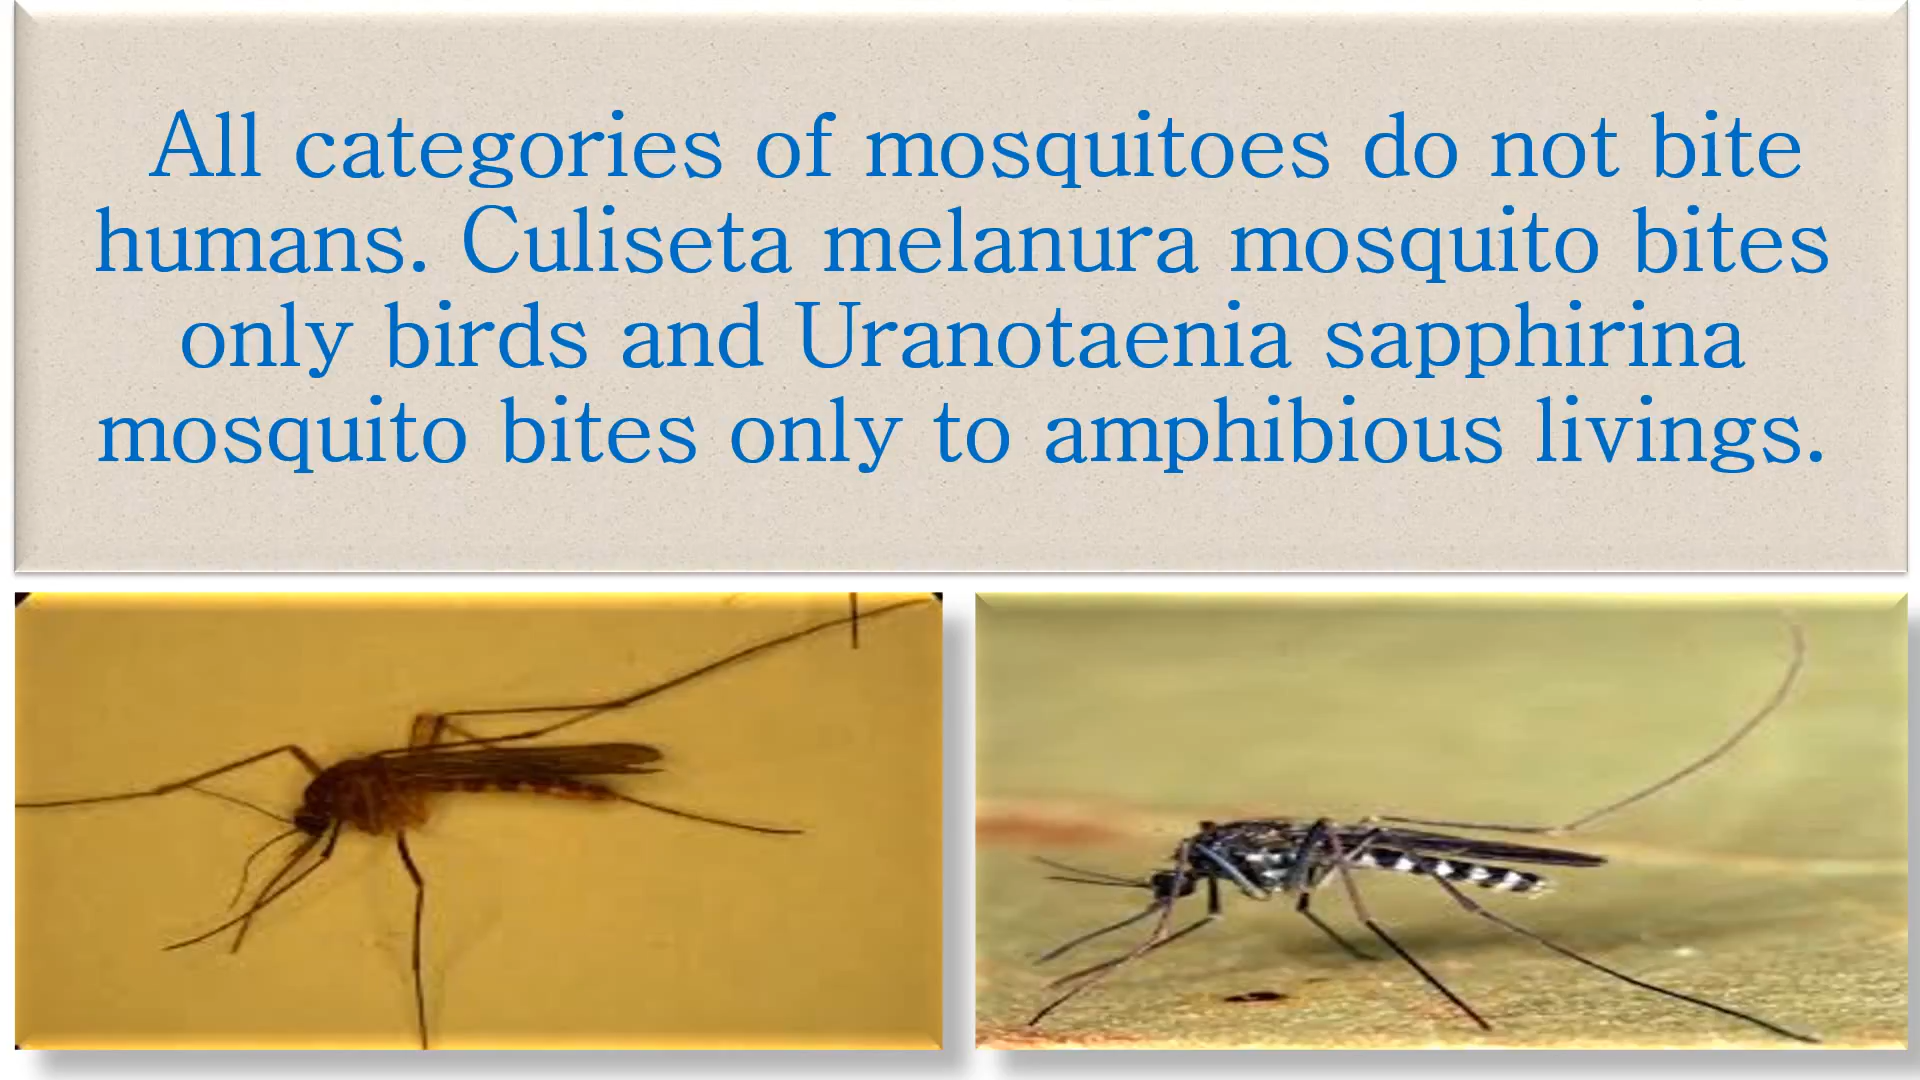 All categories of mosquitoes do not bite
humans. Culiseta melanura mosquito bites
only birds and Uranotaenia sapphirina
mosquito bites only to amphibious livings.